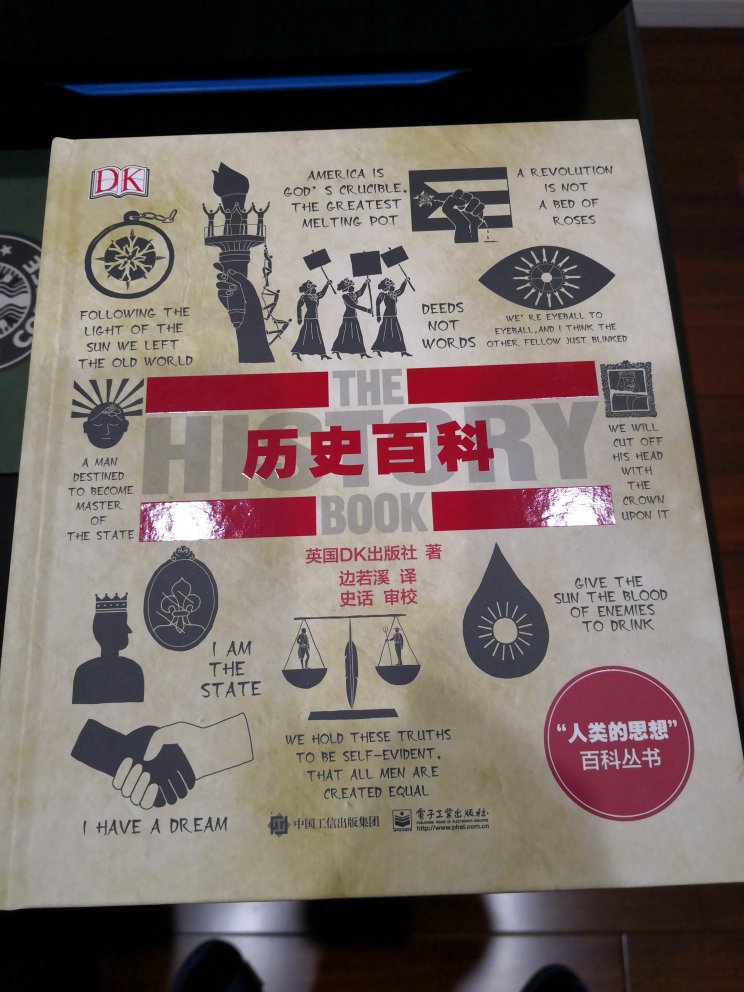 DK
AMERICA IS
GOD'S CRUCIBLE,
THE GREATEST
MELTING POT
A REVOLUTION
IS NOT
A BED OF
ROSES
FOLLOWING THE
LIGHT OF THE
SUN WE LEFT
THE OLD WORLD
DEEDS
NOT
WORDS
WE'RE EYEBALL TO
EYEBALL,AND I THINK THE
OTHER FELLOW JUST BLINKED
THE
HISTORY
历史百科
BOOK
A MAN
DESTINED
TO BECOME
MASTER
OF
THE STATE
WE WILL
CUT OFF
HIS HEAD
WITH
THE
CROWN
UPON IT
英国DK出版社 著
边若溪 译
史话 审校
I AM
THE
STATE
GIVE THE
SUN THE BLOOD
OF ENEMIES
TO DRINK
WE HOLD THESE TRUTHS
TO BE SELF-EVIDENT,
THAT ALL MEN ARE
CREATED EQUAL
"人类的思想"
百科丛书
I HAVE A DREAM
中国工信出版集团
电子工业出版社
PUBLISHING HOUSE OF ELECTRONICS INDUSTRY
http://www.phei.com.cn